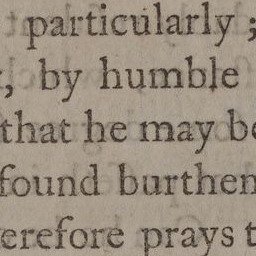 particularly ;
, by humble
that he may be
found burthen
erefore prays t